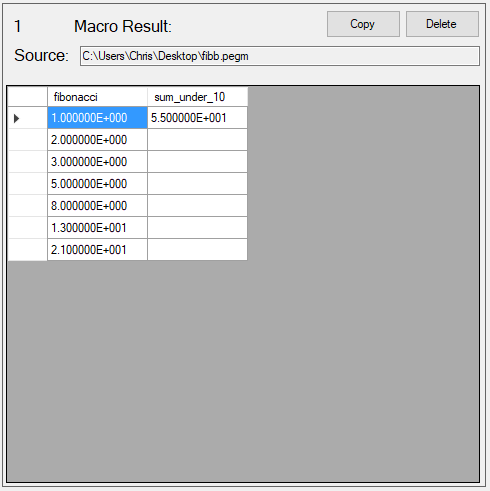 1 Macro Result: Copy Delete
Source: C:\Users\Chris\Desktop\fibb.pegm
fibonacci sum_under_10
1.000000E+000 5.500000E+001
2.000000E+000
3.000000E+000
5.000000E+000
8.000000E+000
1.300000E+001
2.100000E+001